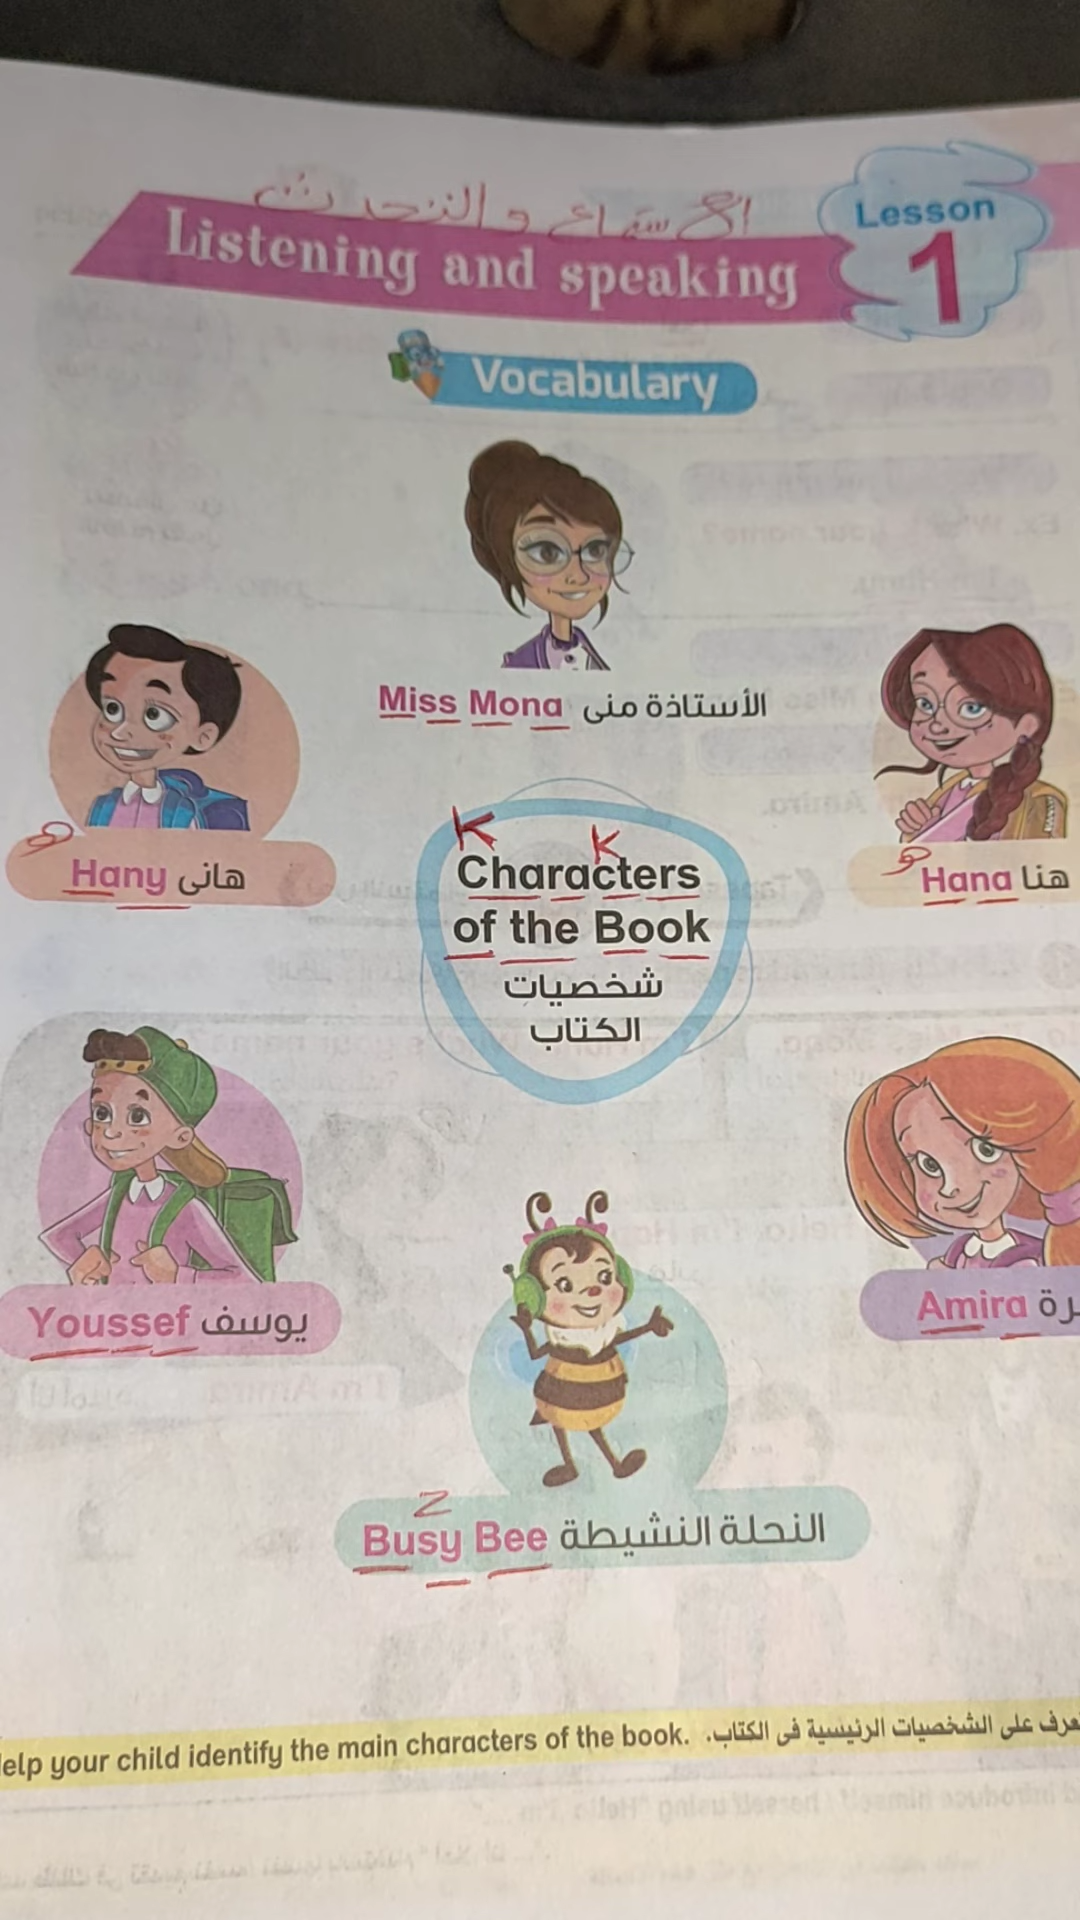 الاستماع و التحدث
Lesson
1
Listening and speaking
Vocabulary
Miss Mona الأستاذة منى
Hany هانى
Hana هنا
K
K
Characters
of the Book
شخصيات
الكتاب
Youssef يوسف
Amira
Z
Busy Bee النحلة النشيطة
elp your child identify the main characters of the book. على الشخصيات الرئيسية فى الكتاب.